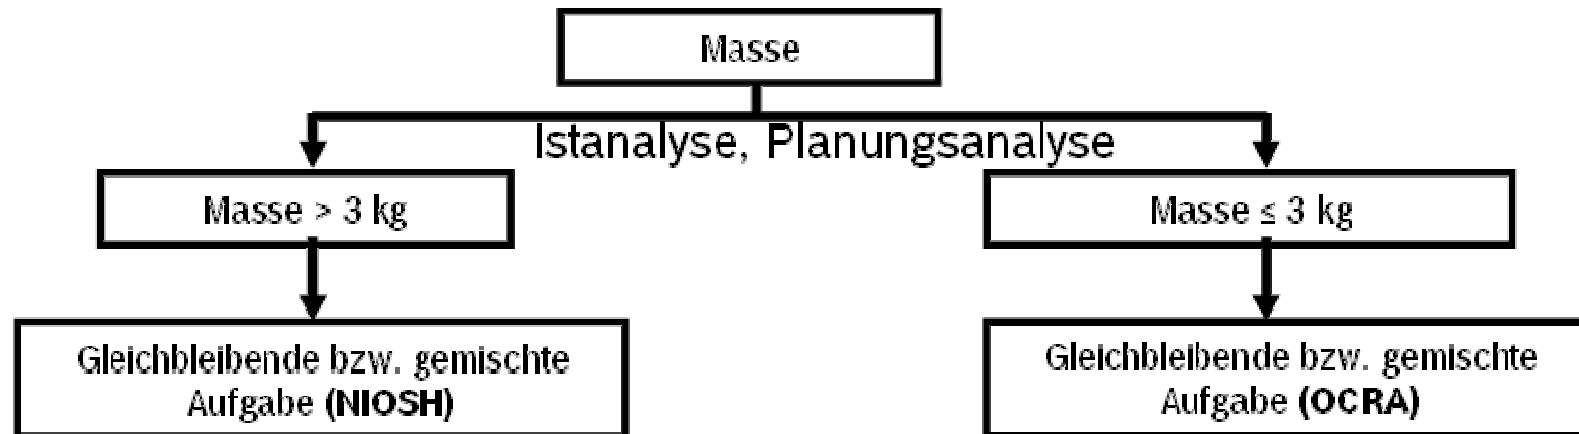 Masse
Istanalyse, Planungsanalyse
Masse > 3 kg
Masse ≤ 3 kg
Gleichbleibende bzw. gemischte
Aufgabe (NIOSH)
Gleichbleibende bzw. gemischte
Aufgabe (OCRA)